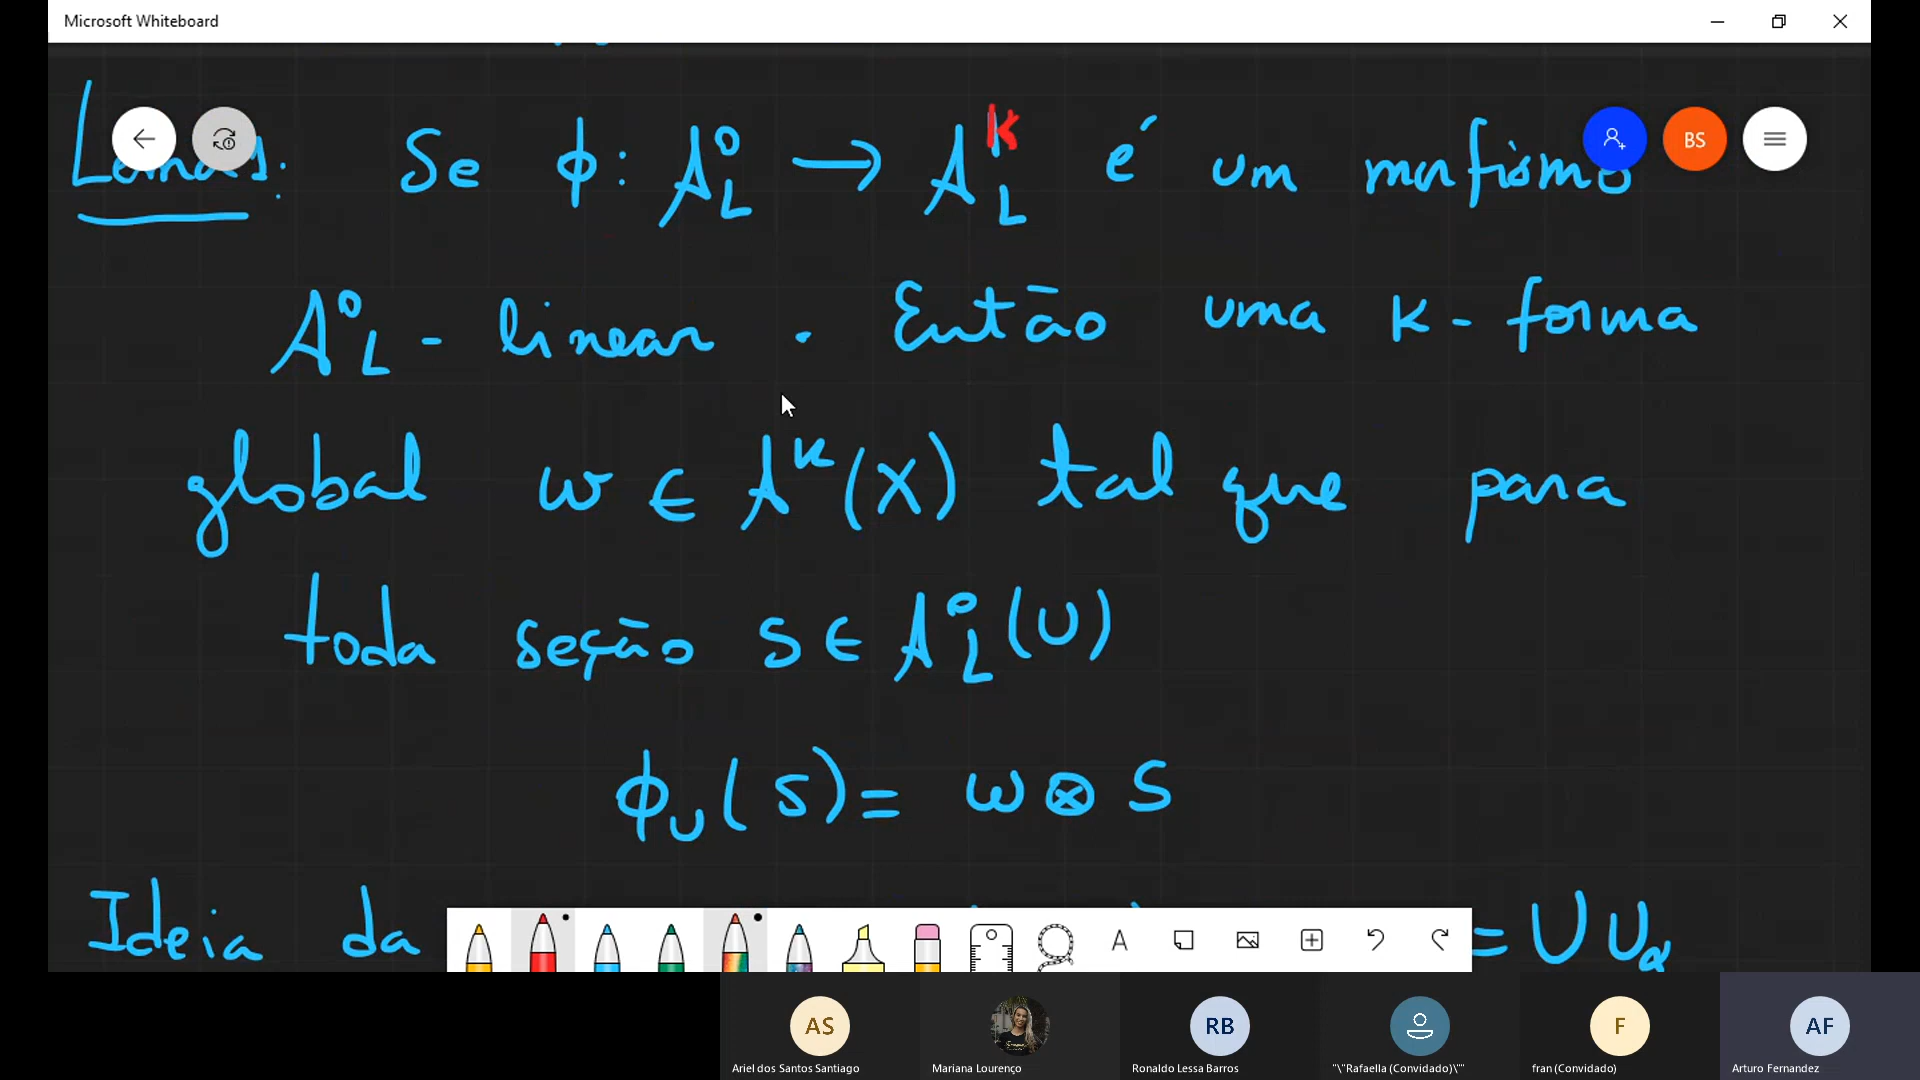 Microsoft Whiteboard
Lema: Se ϕ: A⁰_L → A^K_L é um morfismo
A⁰_L - linear. Então uma K-forma
global w ∈ A^K(X) tal que para
toda seção s ∈ A⁰_L(U)
ϕ_U(s) = w ⊗ s
Ideia da = U U_α
BS
AS
RB
F
AF
Ariel dos Santos Santiago
Mariana Lourenço
Ronaldo Lessa Barros
"\"Rafaella (Convidado)\""
fran (Convidado)
Arturo Fernandez